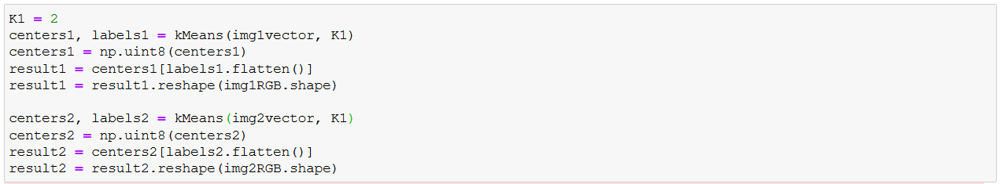 K1 = 2
centers1, labels1 = kMeans(img1vector, K1)
centers1 = np.uint8(centers1)
result1 = centers1[labels1.flatten()]
result1 = result1.reshape(img1RGB.shape)

centers2, labels2 = kMeans(img2vector, K1)
centers2 = np.uint8(centers2)
result2 = centers2[labels2.flatten()]
result2 = result2.reshape(img2RGB.shape)